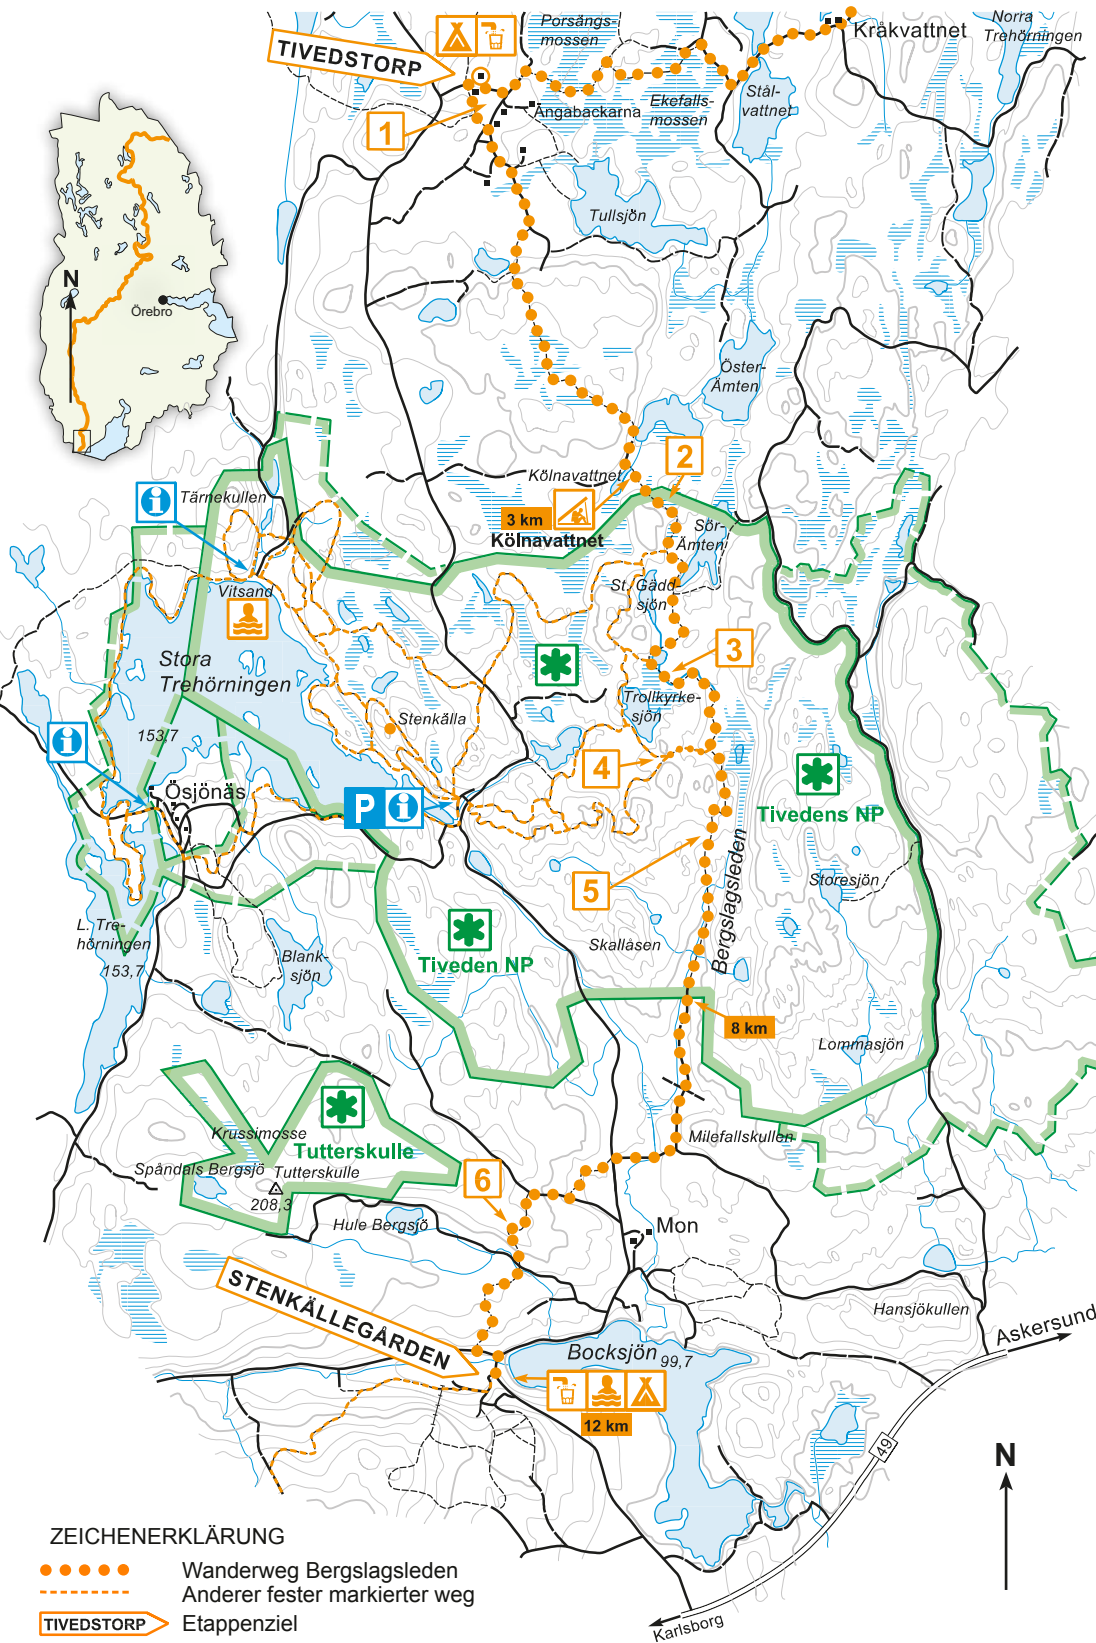 Porsängs-
mossen
Kråkvattnet
Norra
Trehörningen
TIVEDSTORP
1
Ångabackarna
Ekefalls-
mossen
Stål-
vattnet
Tullsjön
N
Örebro
Öster-
Ämten
2
Kölnavattnet
3 km
Kölnavattnet
Tärnekullen
Sör-
Ämten
Vitsand
St. Gädd-
sjön
3
Stora
Trehörningen
Trollkyrke-
sjön
Stenkälla
153,7
4
Ösjönäs
P
Tivedens NP
Bergslagsleden
5
Storesjön
L. Tre-
hörningen
153,7
Blank-
sjön
Tiveden NP
Skallåsen
8 km
Lommasjön
Krussimosse
Tutterskulle
Milefallskullen
Spåndals Bergsjö
Tutterskulle
208,3
6
Hule Bergsjö
Mon
STENKÄLLEGÅRDEN
Hansjökullen
Askersund
Bocksjön 99,7
12 km
49
N
Karlsborg
ZEICHENERKLÄRUNG
Wanderweg Bergslagsleden
Anderer fester markierter weg
TIVEDSTORP
Etappenziel